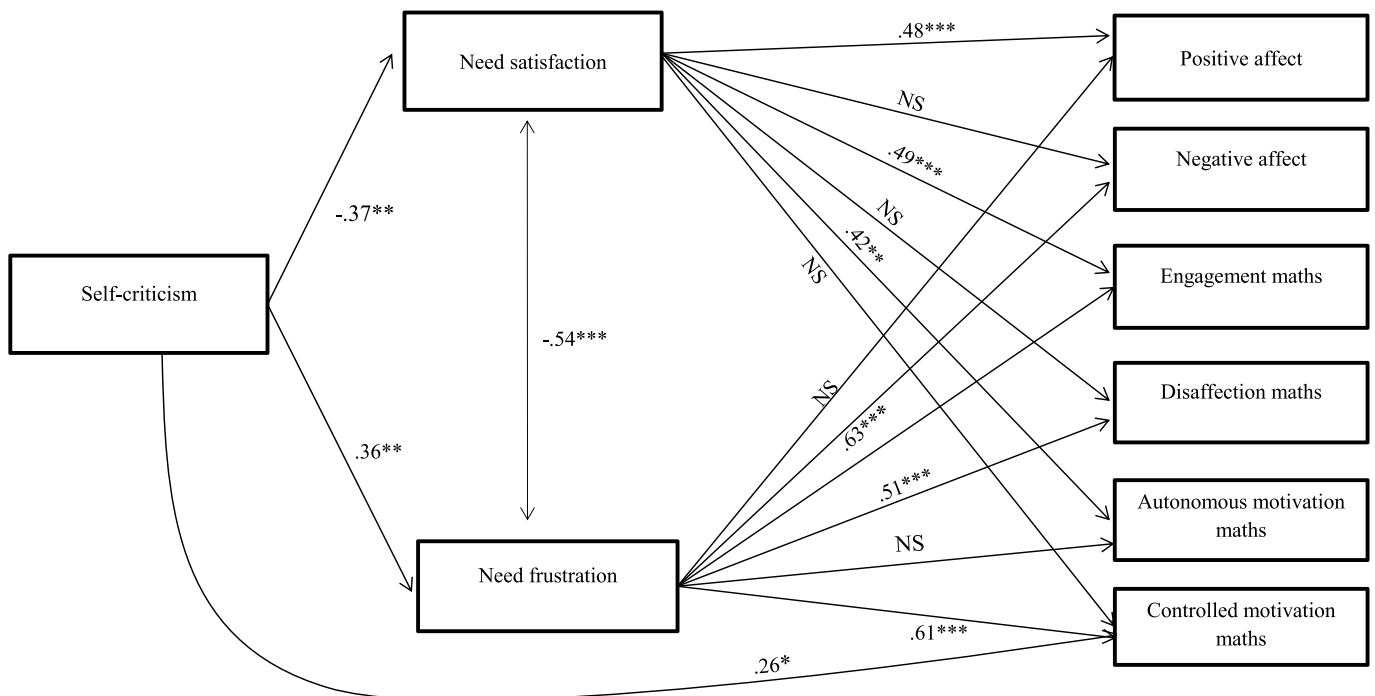 Need satisfaction
.48***
Positive affect
NS
Negative affect
.49***
-.37**
NS
.42**
NS
Engagement maths
Self-criticism
-.54***
NS
Disaffection maths
.63***
.36**
.51***
Autonomous motivation
maths
NS
Need frustration
Controlled motivation
maths
.61***
.26*